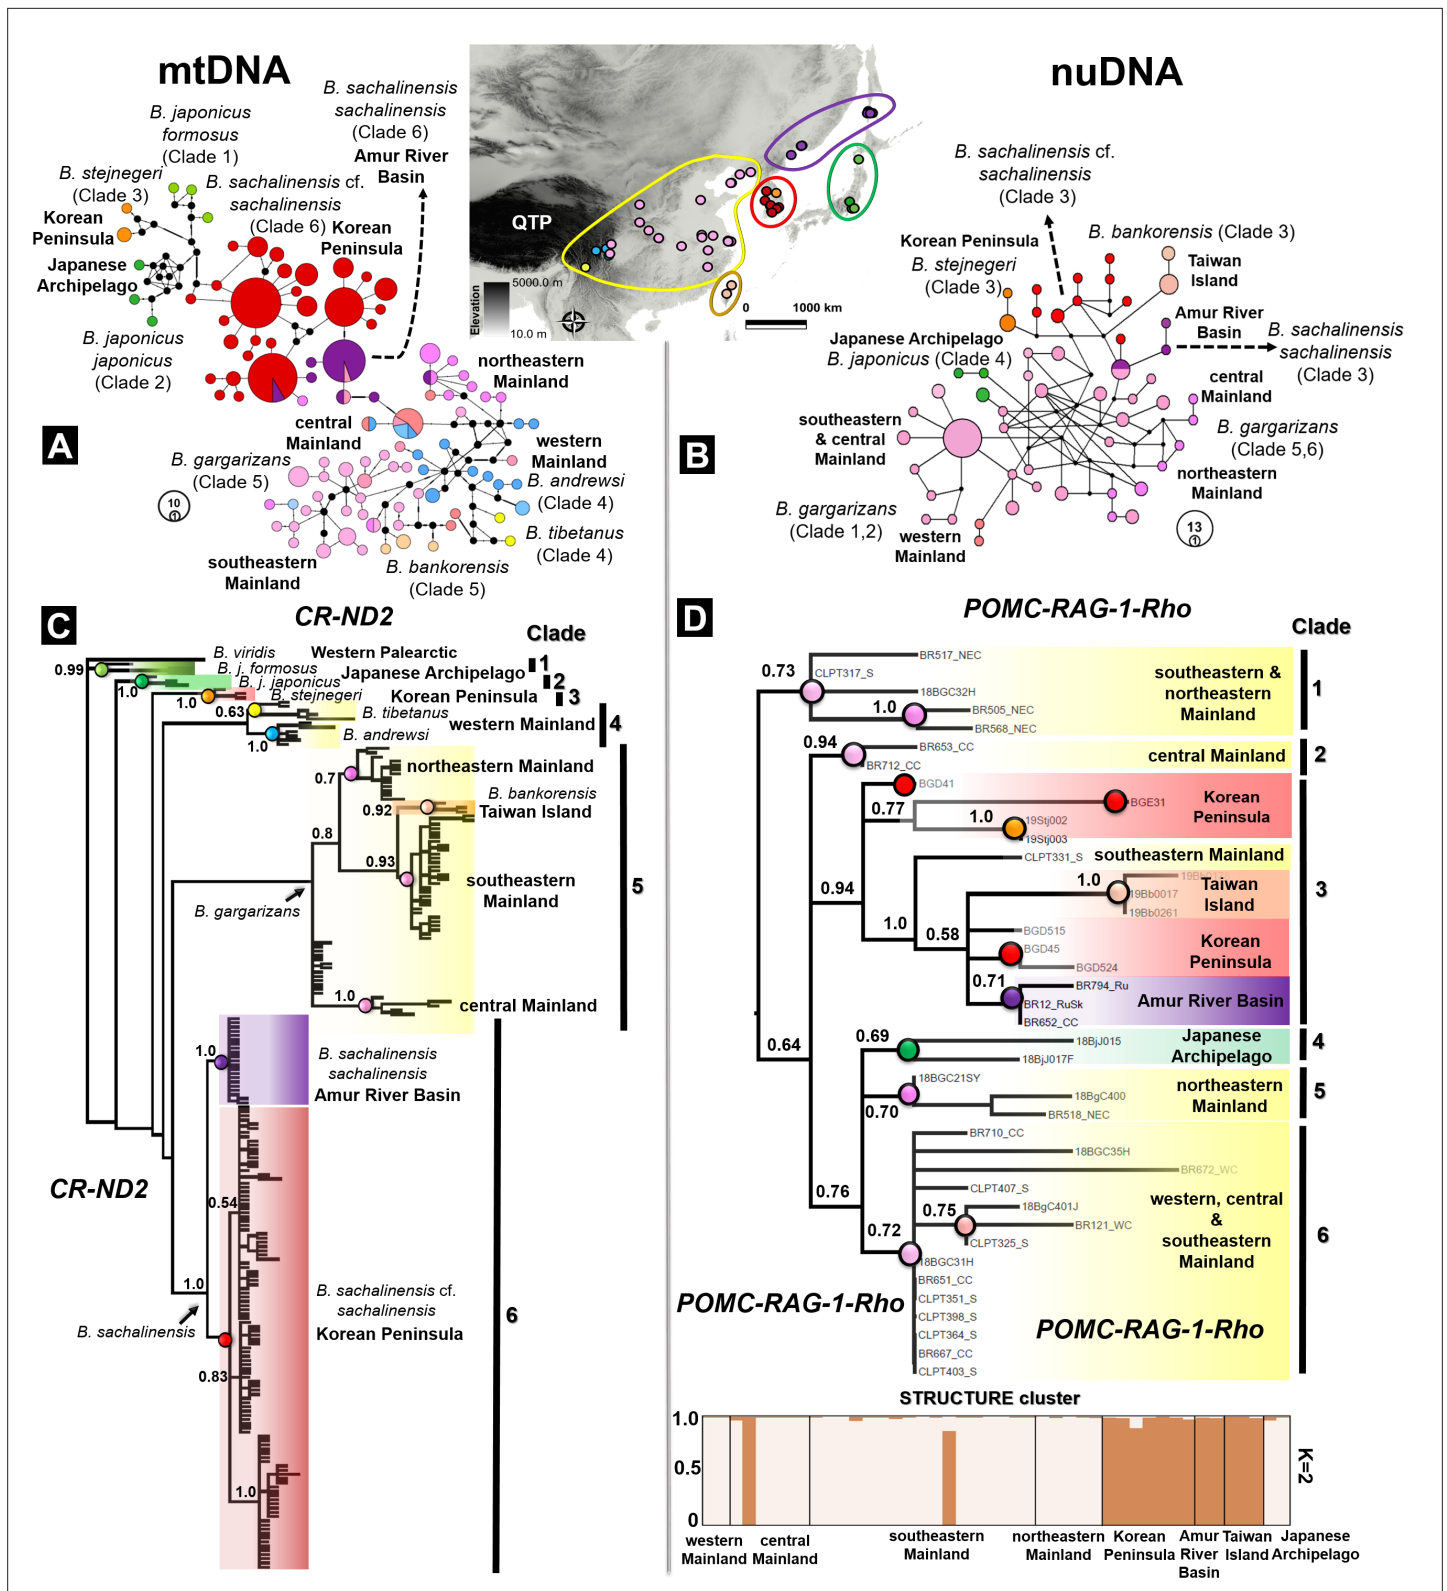 mtDNA
nuDNA
B. japonicus
formosus
(Clade 1)
B. sachalinensis
sachalinensis
(Clade 6)
Amur River
Basin
B. stejnegeri
(Clade 3)
Korean
Peninsula
B. sachalinensis cf.
sachalinensis
(Clade 6)
Korean
Peninsula
Japanese
Archipelago
B. japonicus
japonicus
(Clade 2)
QTP
5000.0 m
Elevation
10.0 m
0
1000 km
northeastern
Mainland
central
Mainland
western
Mainland
B. andrewsi
(Clade 4)
B. gargarizans
(Clade 5)
A
10
1
B. tibetanus
(Clade 4)
southeastern
Mainland
B. bankorensis
(Clade 5)
B. sachalinensis cf.
sachalinensis
(Clade 3)
Korean Peninsula
B. stejnegeri
(Clade 3)
B. bankorensis (Clade 3)
Taiwan
Island
Amur River
Basin
B. sachalinensis
sachalinensis
(Clade 3)
Japanese Archipelago
B. japonicus (Clade 4)
central
Mainland
southeastern
& central
Mainland
B
B. gargarizans
(Clade 5,6)
northeastern
Mainland
B. gargarizans
(Clade 1,2)
western
Mainland
13
1
C
CR-ND2
Clade
B. viridis
Western Palearctic
0.99
B. j. formosus
Japanese Archipelago
1
B. j. japonicus
1.0
2
B. stejnegeri
Korean Peninsula
1.0
3
0.63
B. tibetanus
western Mainland
4
B. andrewsi
1.0
northeastern Mainland
0.7
B. bankorensis
Taiwan Island
0.92
0.8
0.93
southeastern
Mainland
5
B. gargarizans
1.0
central Mainland
1.0
B. sachalinensis
sachalinensis
Amur River Basin
CR-ND2
0.54
1.0
B. sachalinensis cf.
sachalinensis
Korean Peninsula
6
B. sachalinensis
0.83
1.0
D
POMC-RAG-1-Rho
Clade
BR517_NEC
0.73
CLPT317_S
18BGC32H
1.0
BR505_NEC
BR568_NEC
southeastern &
northeastern
Mainland
1
0.94
BR653_CC
BR712_CC
central Mainland
2
BGD41
0.77
BGE31
1.0
19Stj002
19Stj003
Korean
Peninsula
CLPT331_S
southeastern Mainland
0.94
1.0
19Bb0017
19Bb0261
Taiwan
Island
3
1.0
0.58
BGD515
BGD45
BGD524
Korean
Peninsula
0.71
BR794_Ru
BR12_RuSk
BR652_CC
Amur River Basin
0.64
0.69
18BjJ015
18BjJ017F
Japanese
Archipelago
4
18BGC21SY
0.70
18BgC400
BR518_NEC
northeastern
Mainland
5
BR710_CC
18BGC35H
BR672_WC
0.76
CLPT407_S
0.75
18BgC401J
BR121_WC
CLPT325_S
0.72
18BGC31H
BR651_CC
CLPT351_S
CLPT398_S
CLPT364_S
BR667_CC
CLPT403_S
western, central
&
southeastern
Mainland
6
POMC-RAG-1-Rho
POMC-RAG-1-Rho
STRUCTURE cluster
1.0
0.5
0
K=2
western
Mainland
central
Mainland
southeastern
Mainland
northeastern
Mainland
Korean
Peninsula
Amur
River
Basin
Taiwan
Island
Japanese
Archipelago